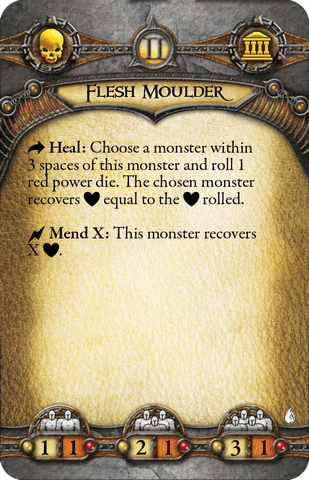 II
Flesh Moulder
Heal: Choose a monster within
3 spaces of this monster and roll 1
red power die. The chosen monster
recovers ♥ equal to the ♥ rolled.
Mend X: This monster recovers
X ♥.
1 1 2 1 3 1